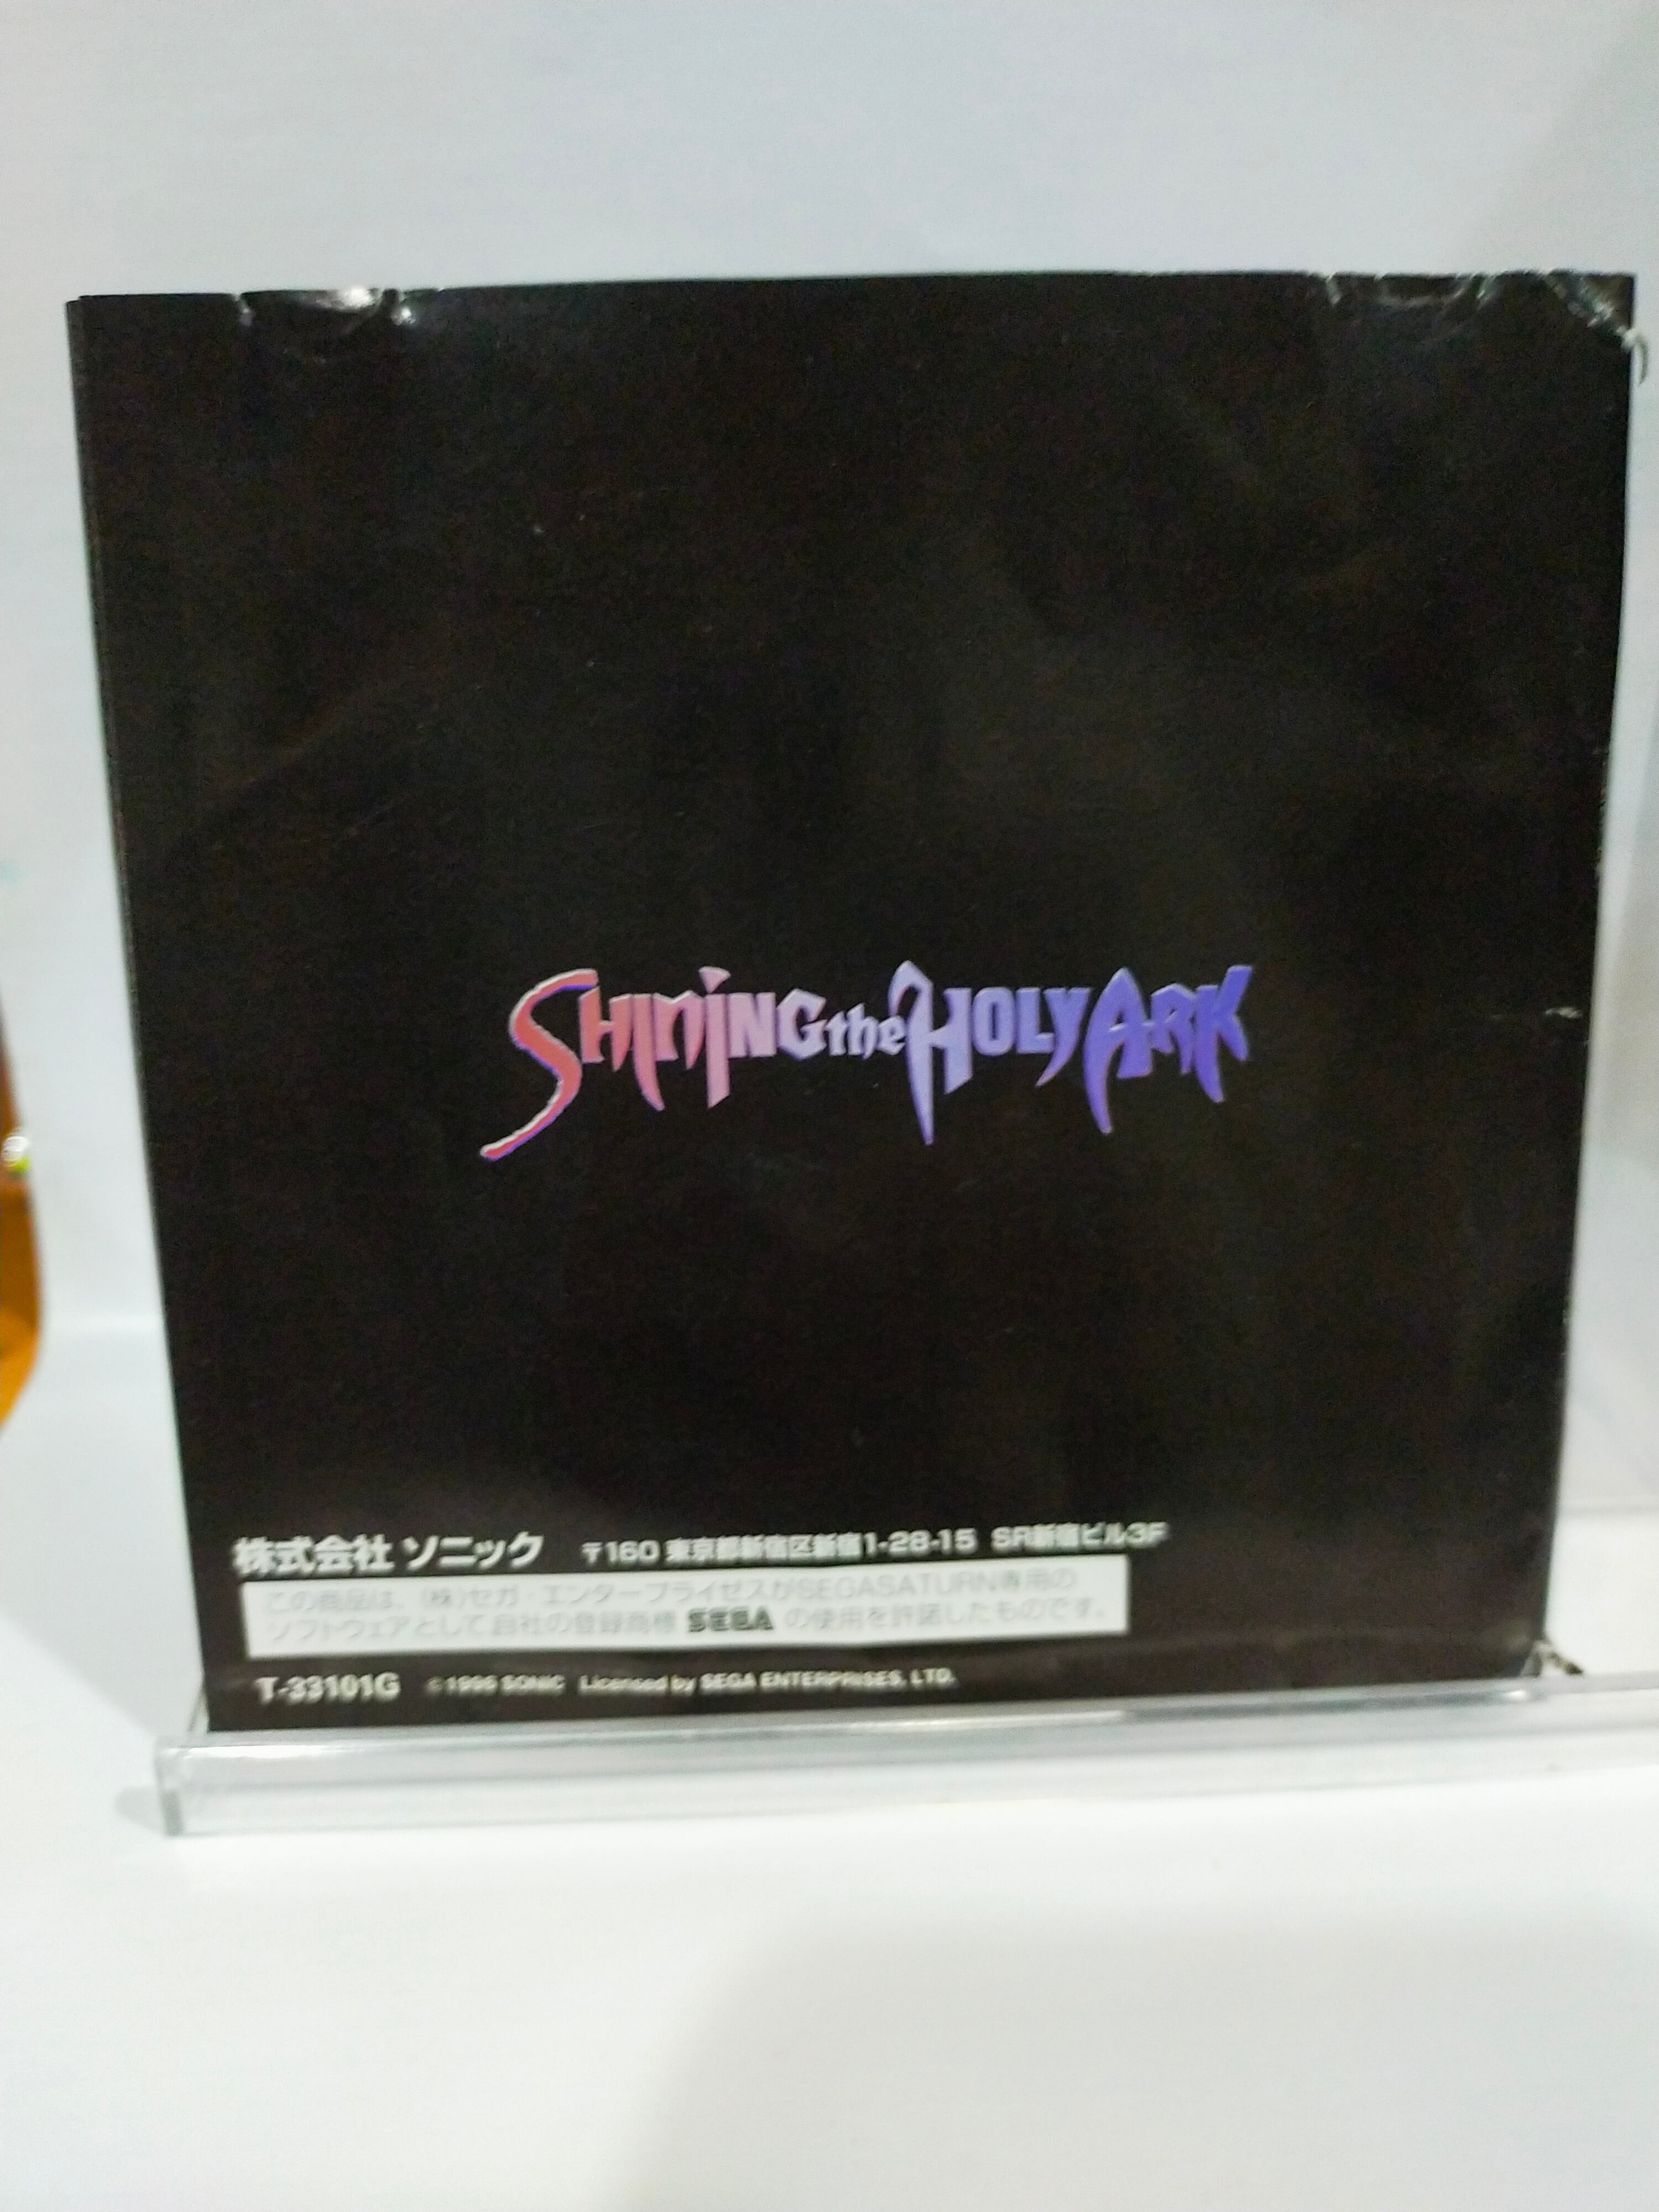 SHINING the HOLY ARK
株式会社 ソニック 〒160 東京都新宿区新宿1-28-15 SR新宿ビル3F
この商品は、(株)セガ・エンタープライゼスがSEGASATURN専用の
ソフトウェアとして自社の登録商標 SEGA の使用を許諾したものです。
T-33101G ©1996 SONIC Licensed by SEGA ENTERPRISES, LTD.